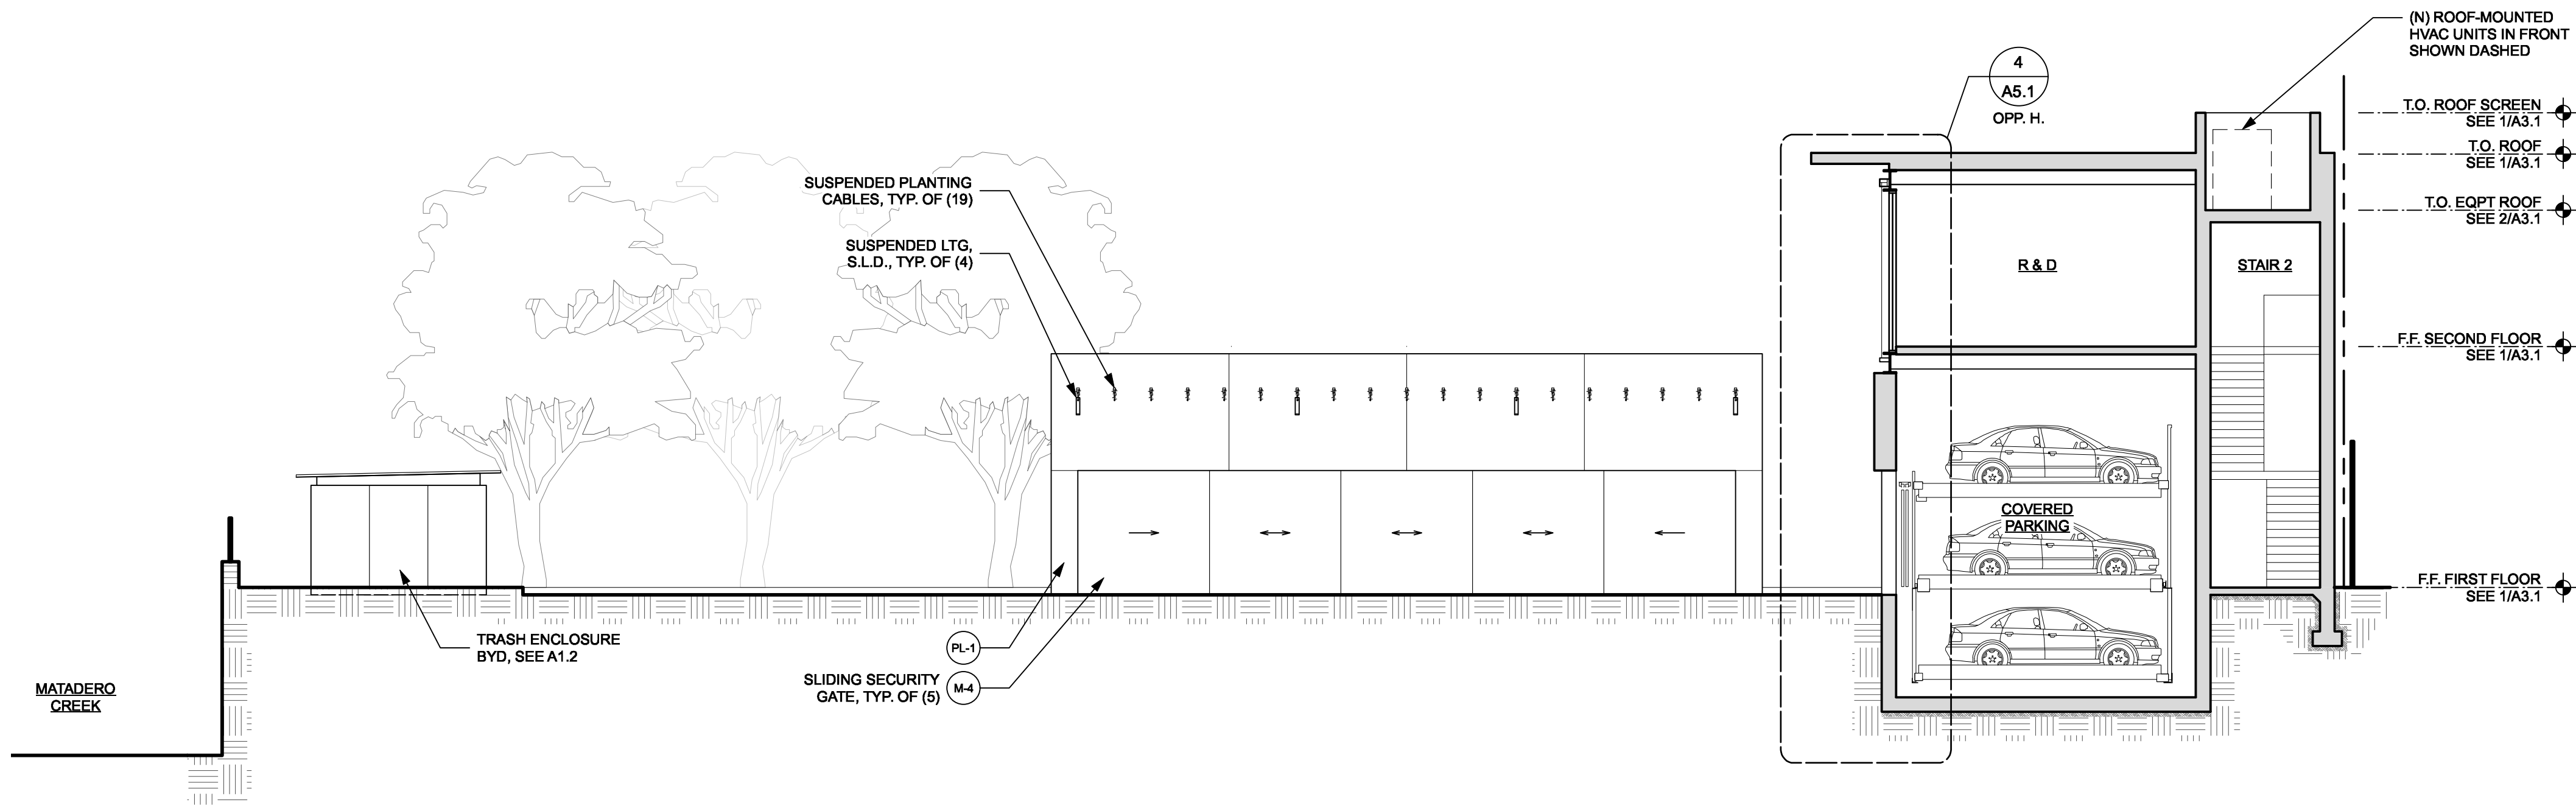 (N) ROOF-MOUNTED
HVAC UNITS IN FRONT
SHOWN DASHED
4
A5.1
OPP. H.
T.O. ROOF SCREEN
SEE 1/A3.1
T.O. ROOF
SEE 1/A3.1
T.O. EQPT ROOF
SEE 2/A3.1
SUSPENDED PLANTING
CABLES, TYP. OF (19)
SUSPENDED LTG,
S.L.D., TYP. OF (4)
R & D
STAIR 2
F.F. SECOND FLOOR
SEE 1/A3.1
COVERED
PARKING
F.F. FIRST FLOOR
SEE 1/A3.1
TRASH ENCLOSURE
BYD, SEE A1.2
PL-1
SLIDING SECURITY
GATE, TYP. OF (5)
M-4
MATADERO
CREEK